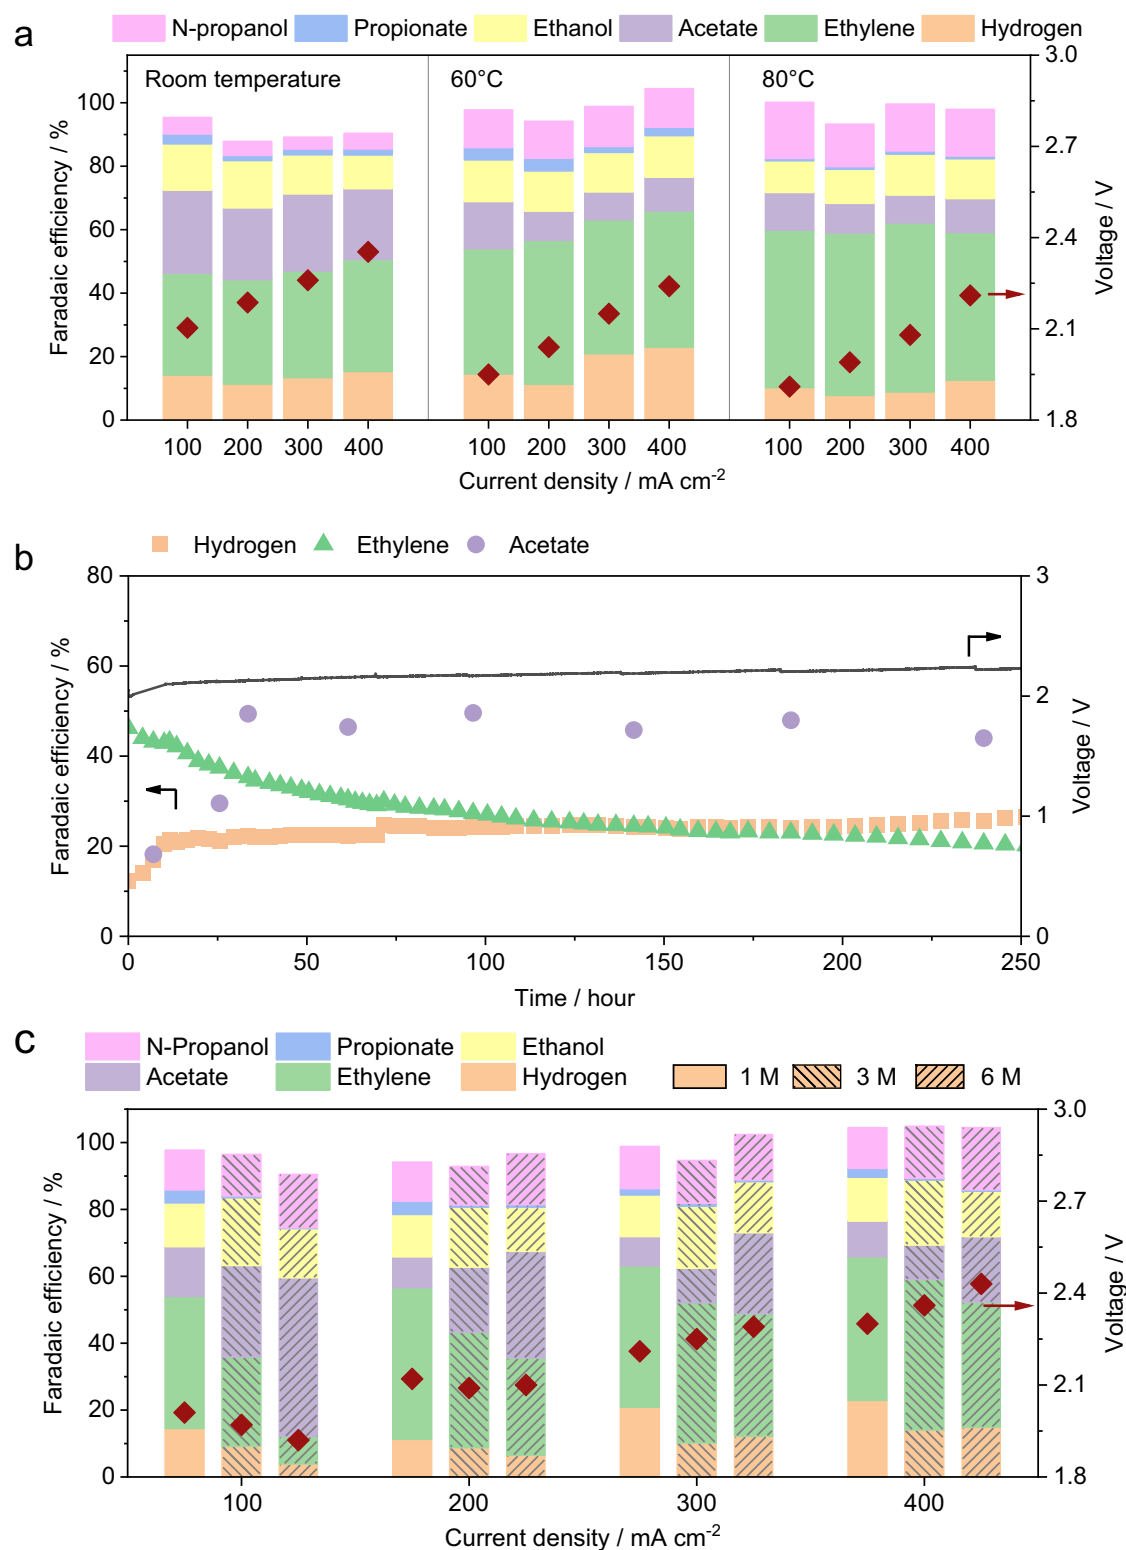 a
N-propanol Propionate Ethanol Acetate Ethylene Hydrogen
Room temperature 60°C 80°C
Faradaic efficiency / %
100
80
60
40
20
0
3.0
2.7
2.4
2.1
1.8
Voltage / V
100 200 300 400 100 200 300 400 100 200 300 400
Current density / mA cm⁻²
b
Hydrogen Ethylene Acetate
Faradaic efficiency / %
80
60
40
20
0
3
2
1
0
Voltage / V
0 50 100 150 200 250
Time / hour
c
N-Propanol Propionate Ethanol
Acetate Ethylene Hydrogen 1 M 3 M 6 M
Faradaic efficiency / %
100
80
60
40
20
0
3.0
2.7
2.4
2.1
1.8
Voltage / V
100 200 300 400
Current density / mA cm⁻²